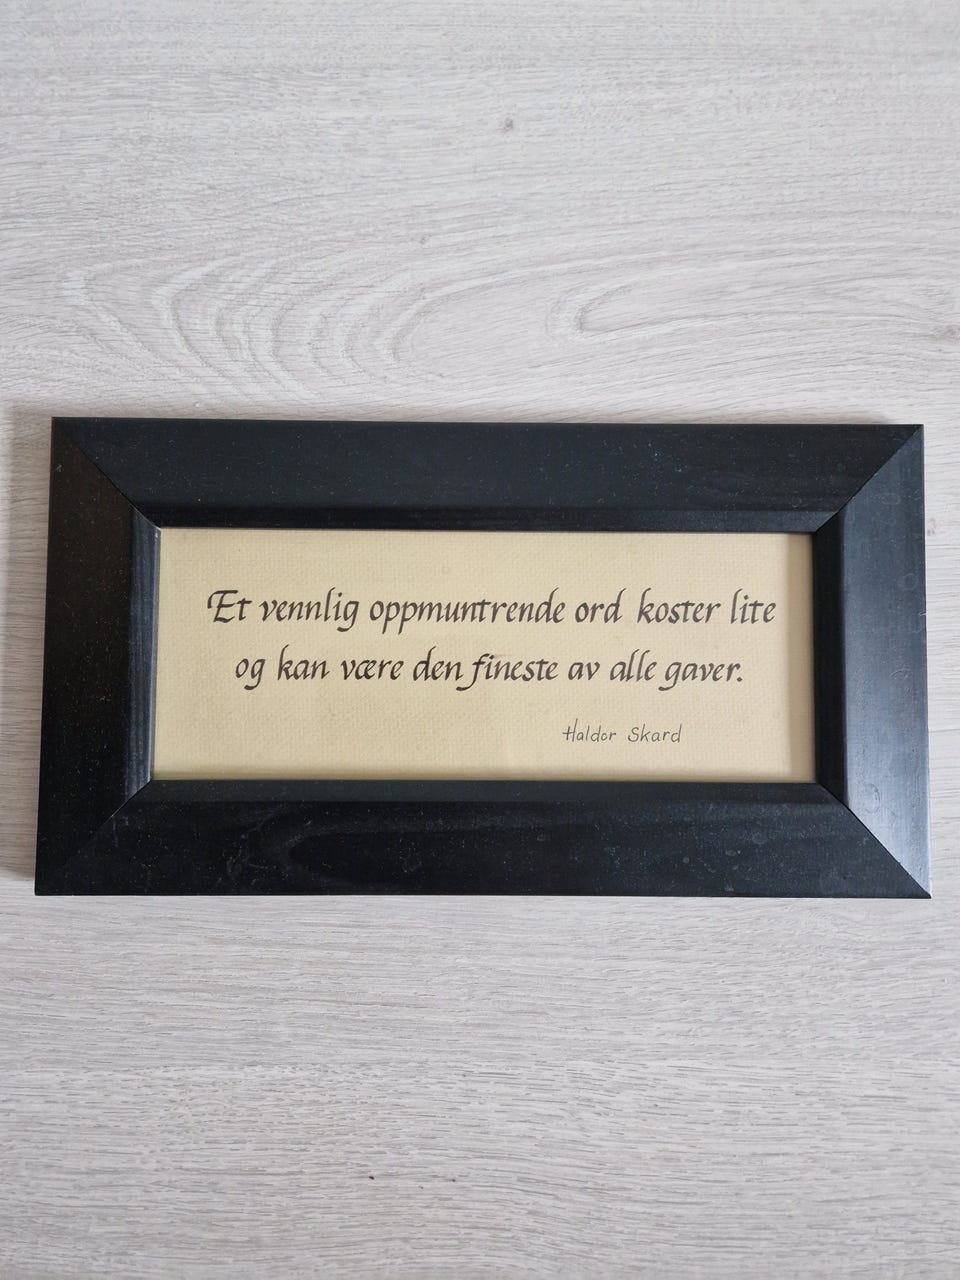 Et vennlig oppmuntrende ord koster lite
og kan være den fineste av alle gaver.
Haldor Skard